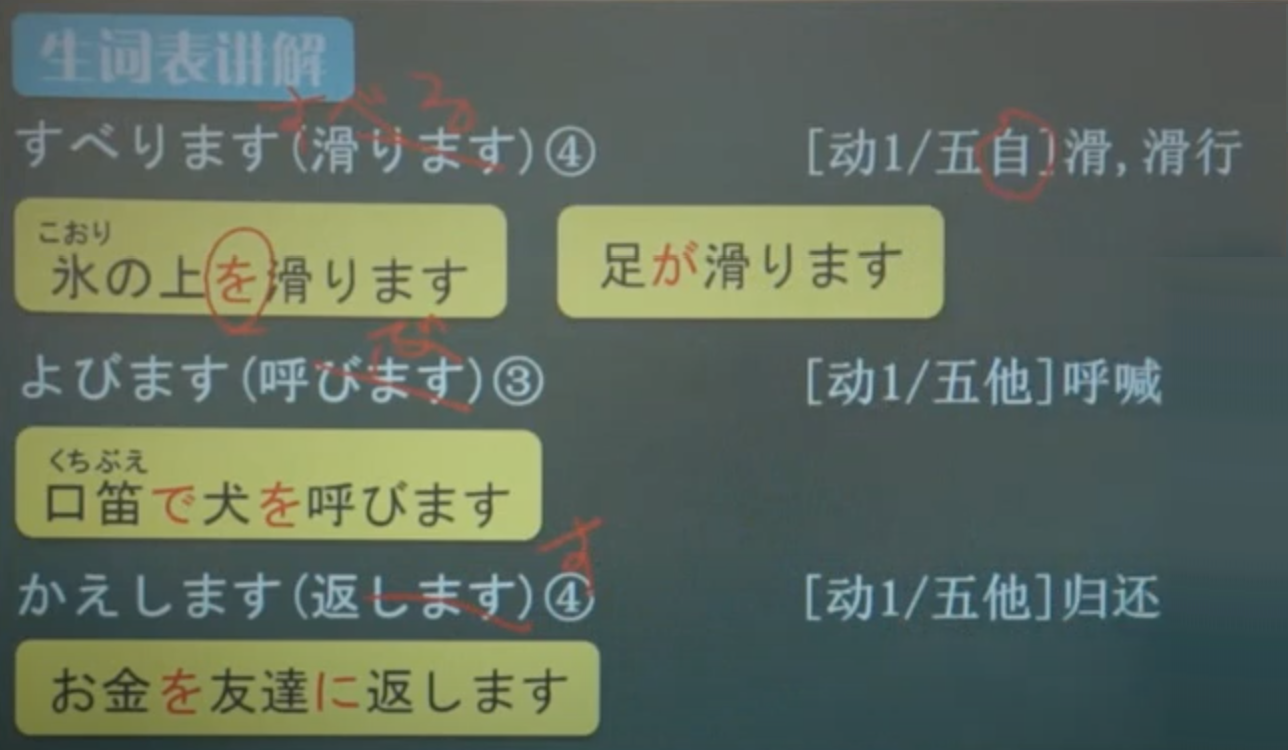 生词表讲解
すべる
すべります(滑ります)④ [动1/五自]滑,滑行
こおり
氷の上を滑ります 足が滑ります
ぶ
よびます(呼びます)③ [动1/五他]呼喊
くちぶえ
口笛で犬を呼びます
す
かえします(返します)④ [动1/五他]归还
お金を友達に返します